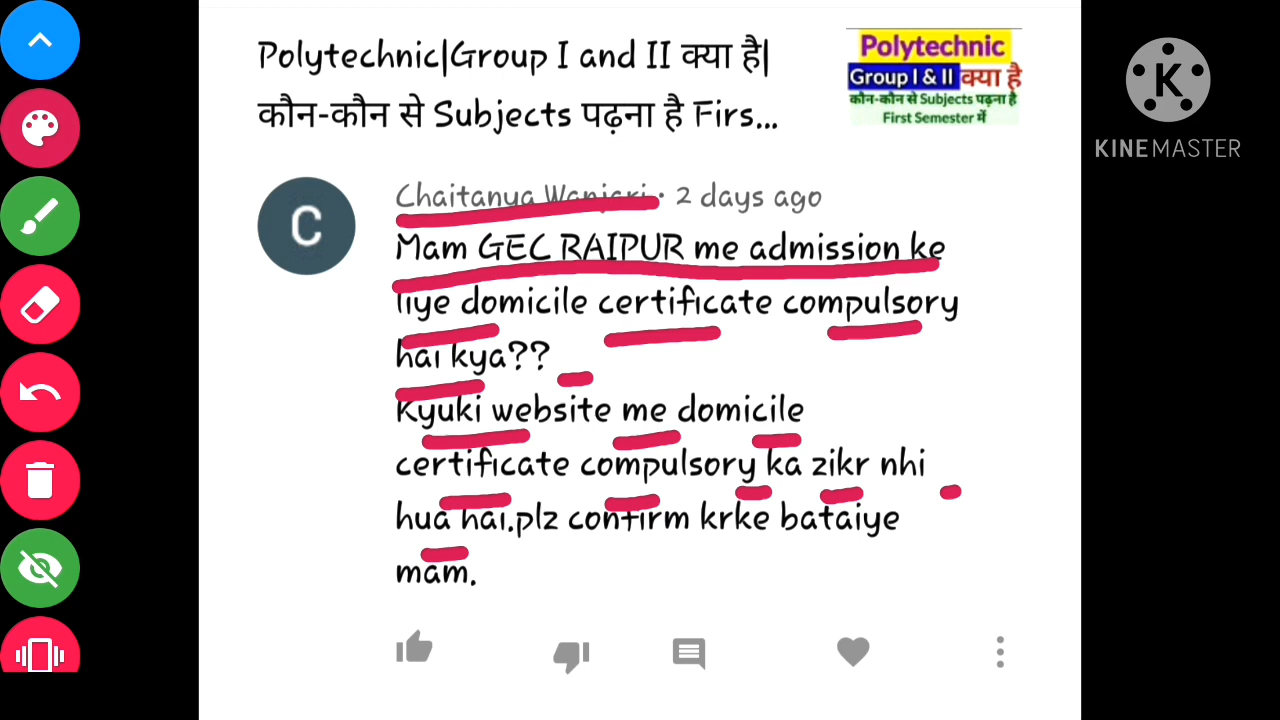 Polytechnic|Group I and II क्या है|
कौन-कौन से Subjects पढ़ना है Firs...
Polytechnic
Group I & II क्या है
कौन-कौन से Subjects पढ़ना है
First Semester में
KINEMASTER
C
Chaitanya Wanjari · 2 days ago
Mam GEC RAIPUR me admission ke
liye domicile certificate compulsory
hai kya??
Kyuki website me domicile
certificate compulsory ka zikr nhi
hua hai.plz confirm krke bataiye
mam.